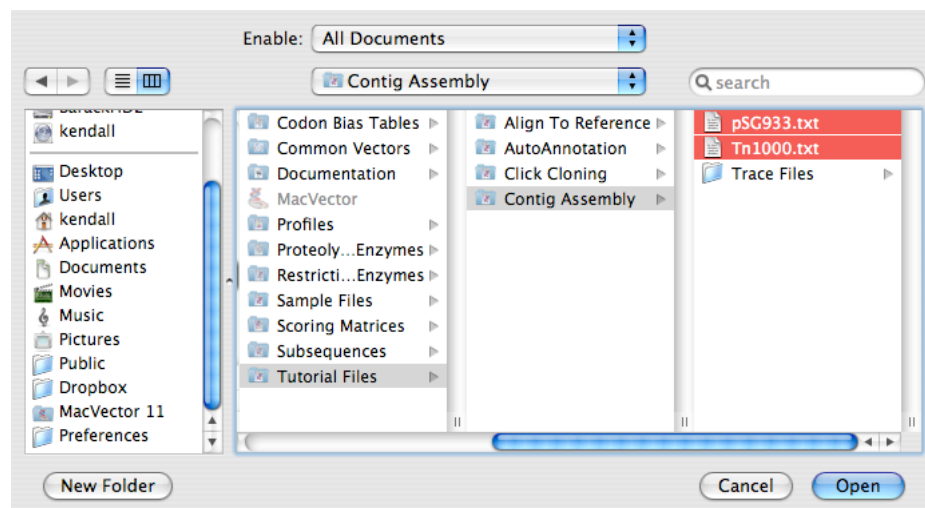 Enable: All Documents
Contig Assembly
search
kendall
Desktop
Users
kendall
Applications
Documents
Movies
Music
Pictures
Public
Dropbox
MacVector 11
Preferences
Codon Bias Tables
Common Vectors
Documentation
MacVector
Profiles
Proteoly…Enzymes
Restricti…Enzymes
Sample Files
Scoring Matrices
Subsequences
Tutorial Files
Align To Reference
AutoAnnotation
Click Cloning
Contig Assembly
pSG933.txt
Tn1000.txt
Trace Files
New Folder
Cancel
Open